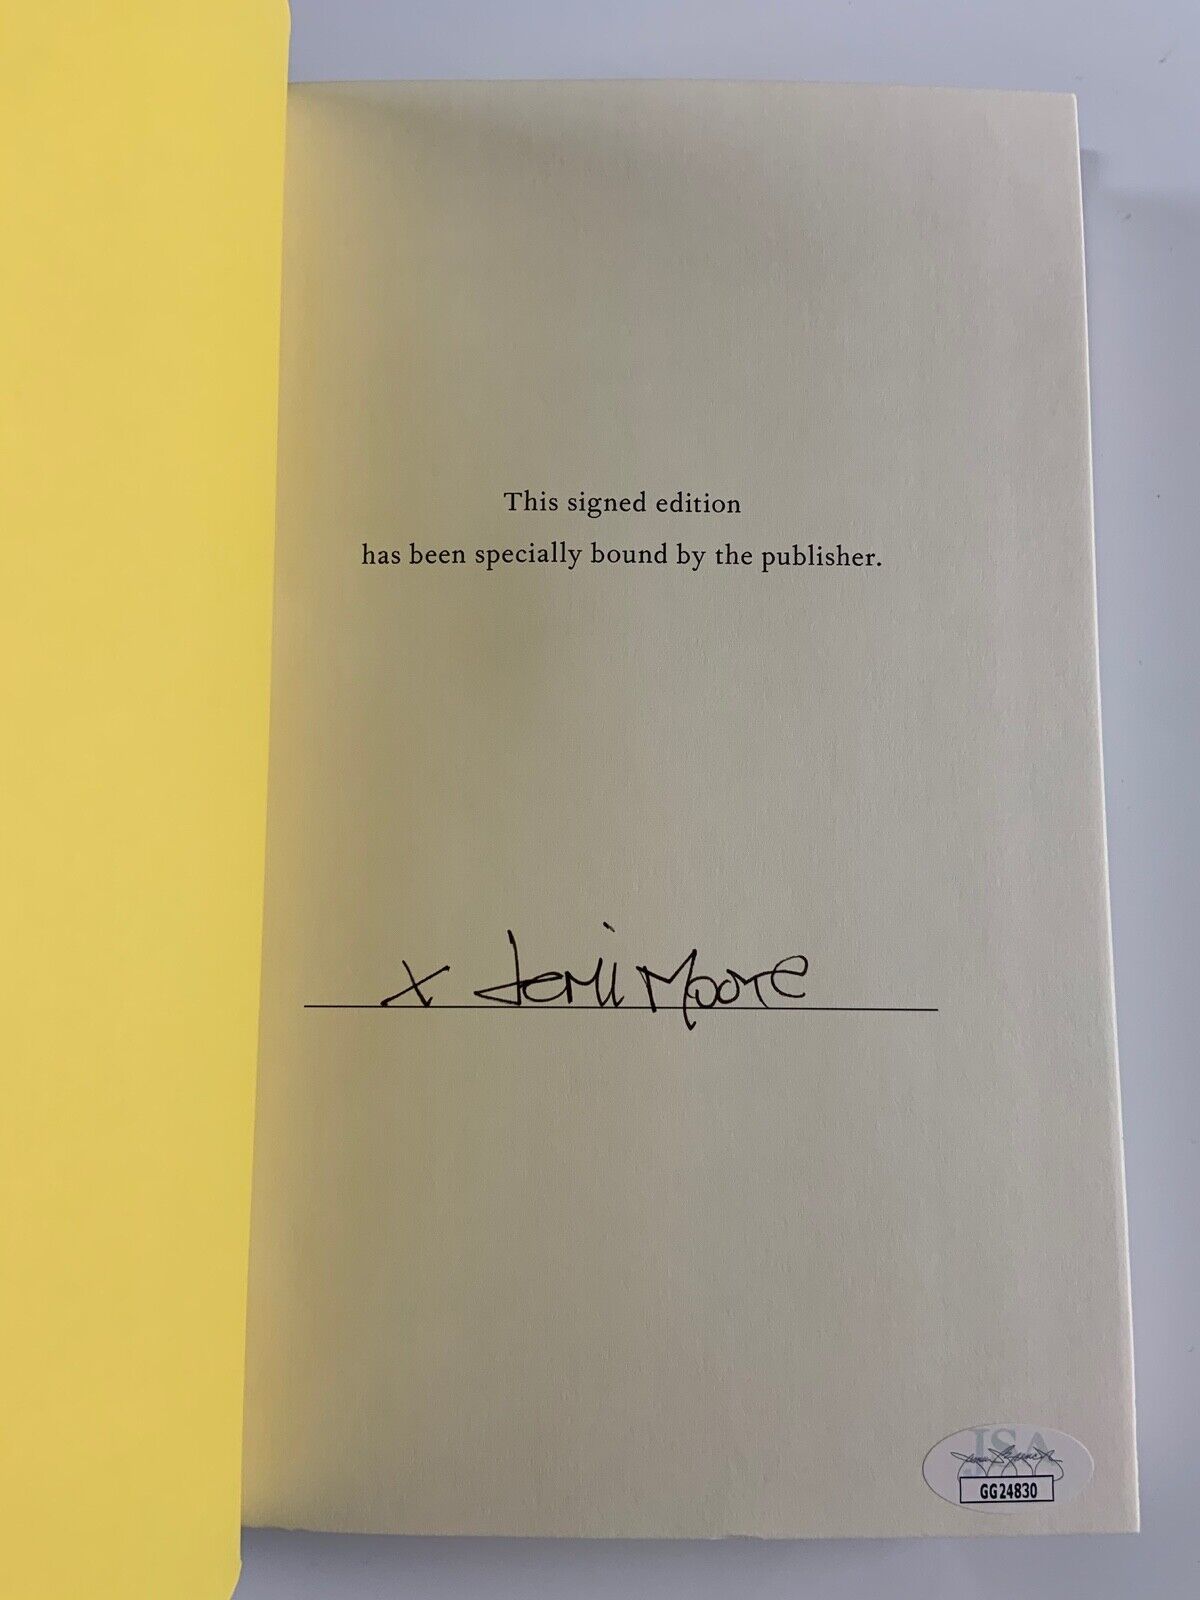 This signed edition
has been specially bound by the publisher.
x Demi Moore
JSA
GG24830